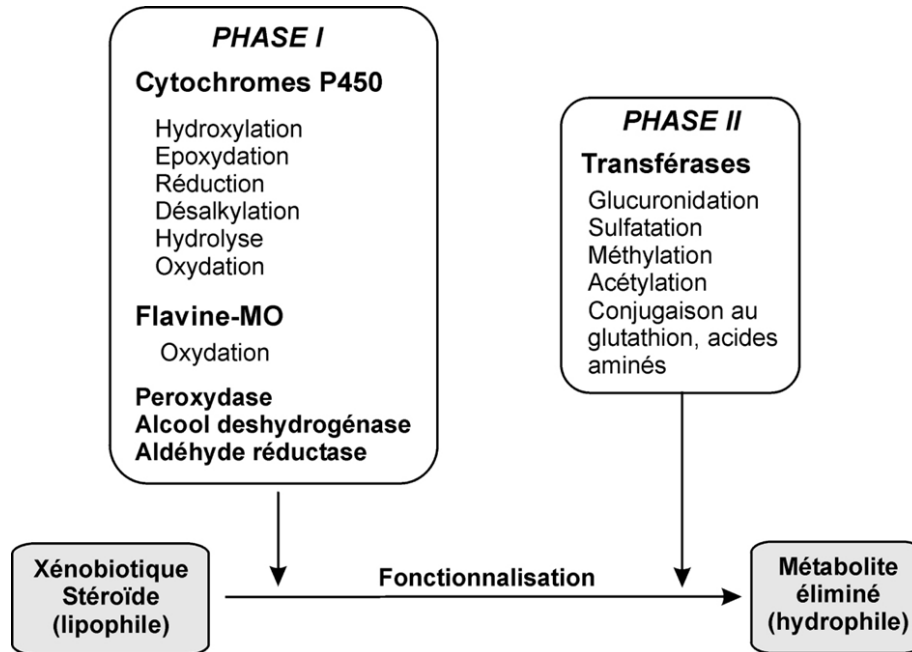 PHASE I
Cytochromes P450
Hydroxylation
Epoxydation
Réduction
Désalkylation
Hydrolyse
Oxydation
Flavine-MO
Oxydation
Peroxydase
Alcool deshydrogénase
Aldéhyde réductase
PHASE II
Transférases
Glucuronidation
Sulfatation
Méthylation
Acétylation
Conjugaison au
glutathion, acides
aminés
Xénobiotique
Stéroïde
(lipophile)
Fonctionnalisation
Métabolite
éliminé
(hydrophile)